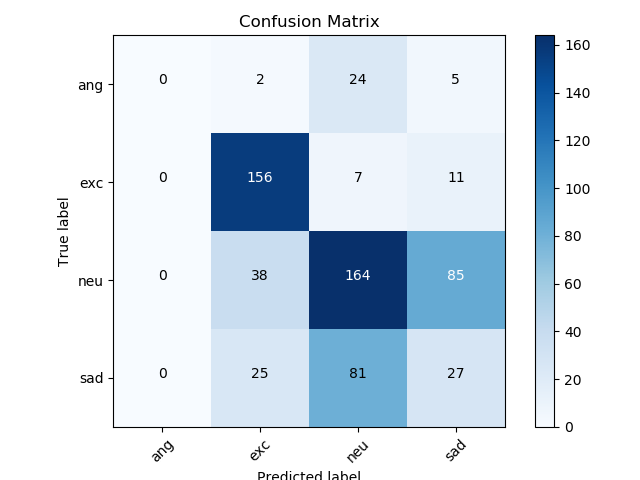 Confusion Matrix
True label
ang 0 2 24 5
exc 0 156 7 11
neu 0 38 164 85
sad 0 25 81 27
ang exc neu sad
Predicted label
160
140
120
100
80
60
40
20
0